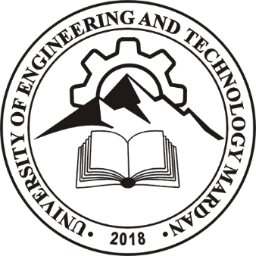 UNIVERSITY OF ENGINEERING AND TECHNOLOGY MARDAN
· 2018 ·